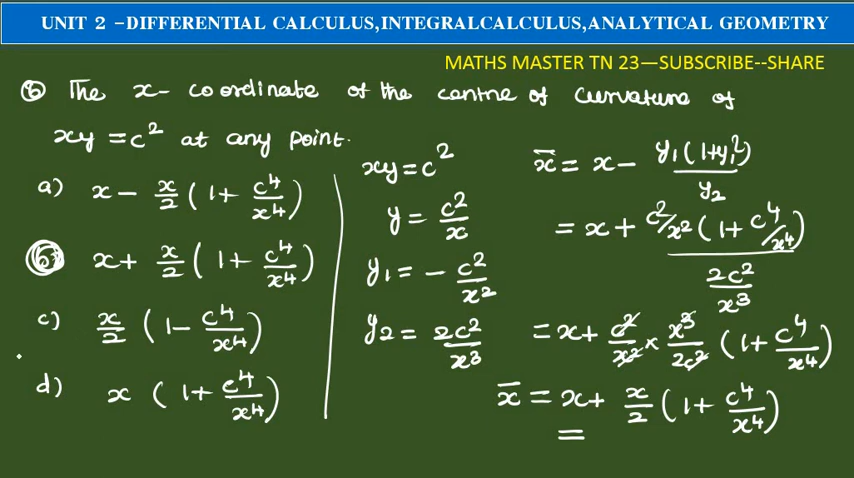 UNIT 2 –DIFFERENTIAL CALCULUS,INTEGRALCALCULUS,ANALYTICAL GEOMETRY
MATHS MASTER TN 23—SUBSCRIBE--SHARE
⑥ The x- coordinate of the centre of curvature of
xy = c² at any point.
a) x - x/2 (1 + c⁴/x⁴)
b) x + x/2 (1 + c⁴/x⁴)
c) x/2 (1 - c⁴/x⁴)
d) x (1 + c⁴/x⁴)
xy = c²
y = c²/x
y₁ = - c²/x²
y₂ = 2c²/x³
x̄ = x - y₁(1+y₁²)/y₂
= x + c²/x² (1 + c⁴/x⁴) / 2c²/x³
= x + c²/x² × x³/2c² (1 + c⁴/x⁴)
x̄ = x + x/2 (1 + c⁴/x⁴)
=